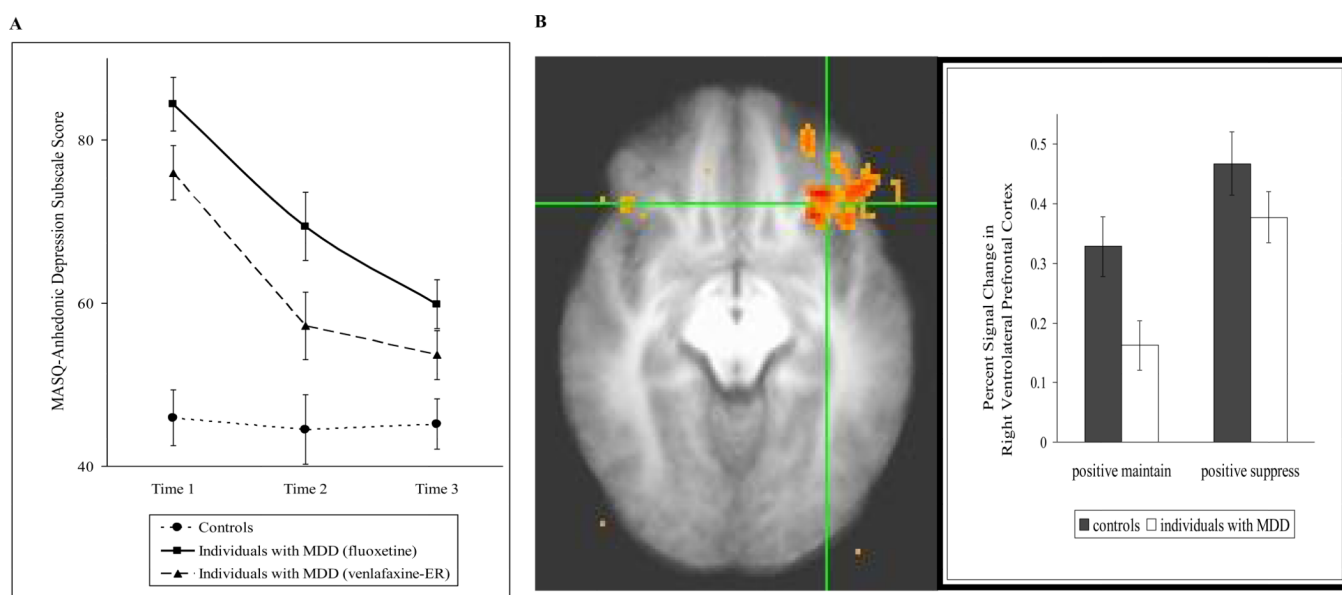 A
B
MASQ-Anhedonic Depression Subscale Score
80
60
40
Time 1
Time 2
Time 3
Controls
Individuals with MDD (fluoxetine)
Individuals with MDD (venlafaxine-ER)
Percent Signal Change in
Right Ventrolateral Prefrontal Cortex
0.5
0.4
0.3
0.2
0.1
0
positive maintain
positive suppress
controls
individuals with MDD